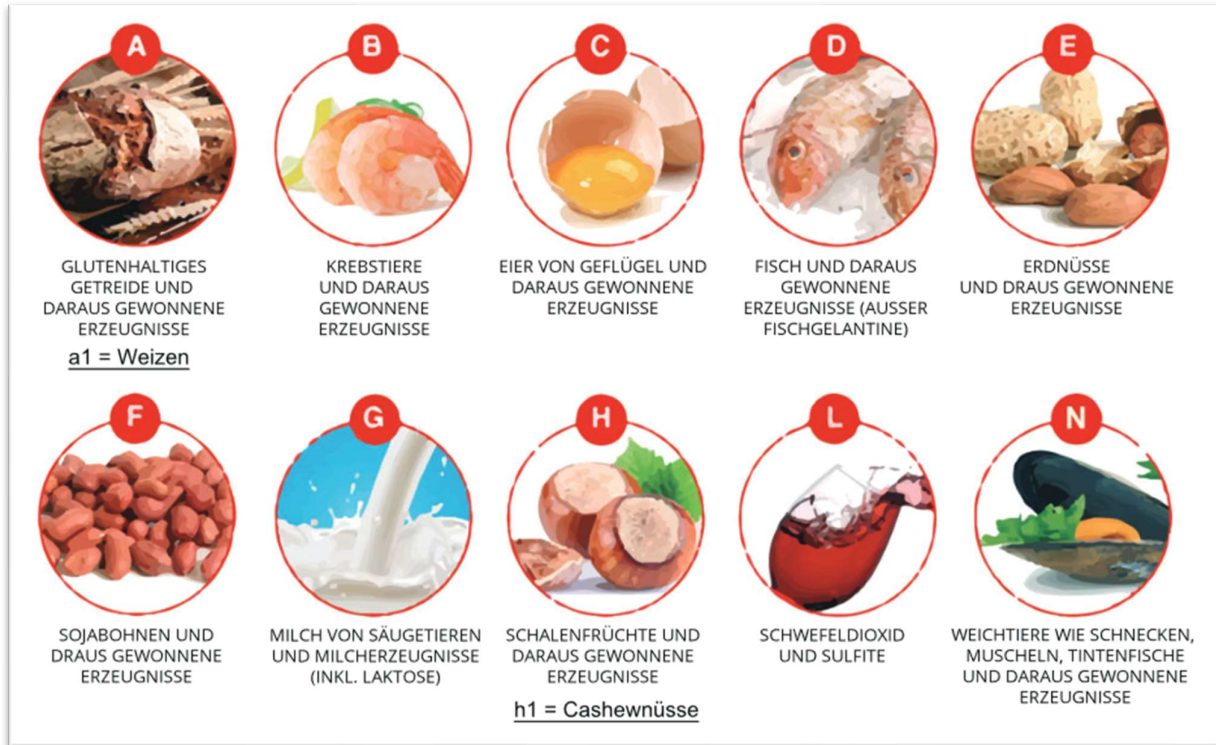 A
B
C
D
E
GLUTENHALTIGES
GETREIDE UND
DARAUS GEWONNENE
ERZEUGNISSE
a1 = Weizen
KREBSTIERE
UND DARAUS
GEWONNENE
ERZEUGNISSE
EIER VON GEFLÜGEL UND
DARAUS GEWONNENE
ERZEUGNISSE
FISCH UND DARAUS
GEWONNENE
ERZEUGNISSE (AUSSER
FISCHGELANTINE)
ERDNÜSSE
UND DRAUS GEWONNENE
ERZEUGNISSE
F
G
H
L
N
SOJABOHNEN UND
DRAUS GEWONNENE
ERZEUGNISSE
MILCH VON SÄUGETIEREN
UND MILCHERZEUGNISSE
(INKL. LAKTOSE)
SCHALENFRÜCHTE UND
DARAUS GEWONNENE
ERZEUGNISSE
h1 = Cashewnüsse
SCHWEFELDIOXID
UND SULFITE
WEICHTIERE WIE SCHNECKEN,
MUSCHELN, TINTENFISCHE
UND DARAUS GEWONNENE
ERZEUGNISSE